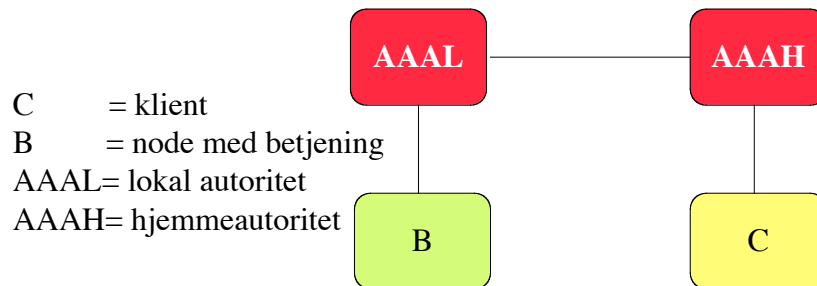 AAAL
AAAH
C = klient
B = node med betjening
AAAL= lokal autoritet
AAAH= hjemmeautoritet
B
C